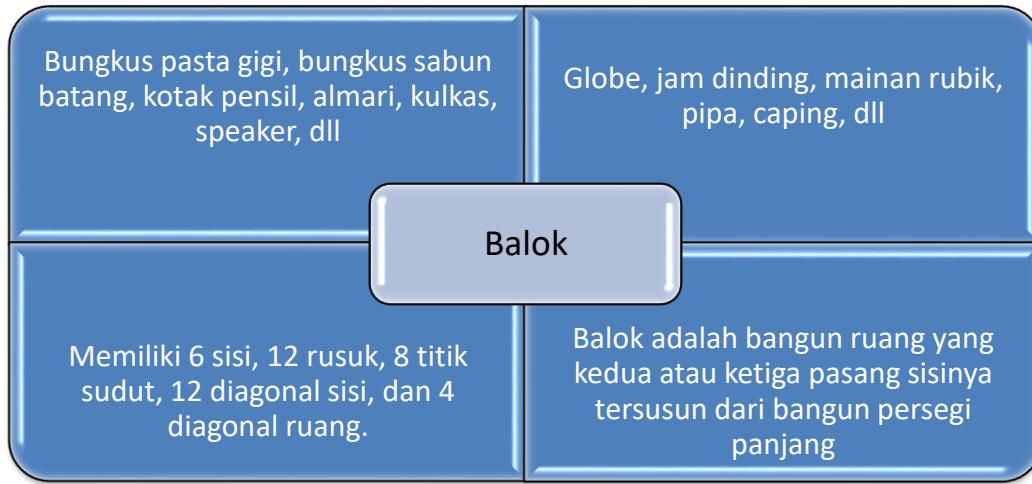 Bungkus pasta gigi, bungkus sabun
batang, kotak pensil, almari, kulkas,
speaker, dll
Globe, jam dinding, mainan rubik,
pipa, caping, dll
Balok
Memiliki 6 sisi, 12 rusuk, 8 titik
sudut, 12 diagonal sisi, dan 4
diagonal ruang.
Balok adalah bangun ruang yang
kedua atau ketiga pasang sisinya
tersusun dari bangun persegi
panjang